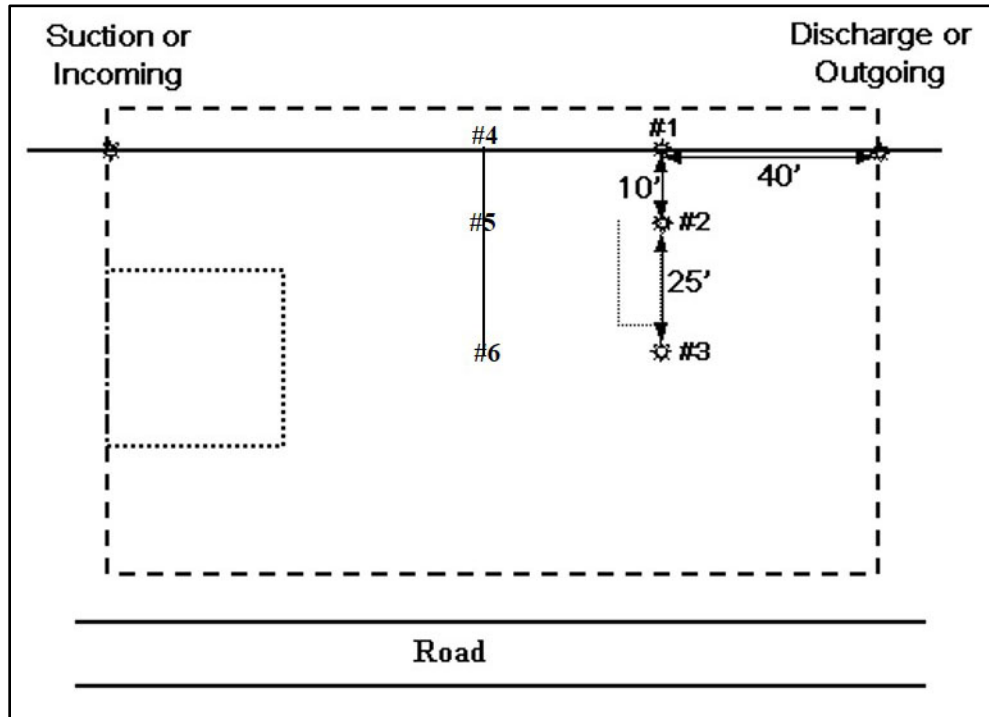 Suction or
Incoming
Discharge or
Outgoing
#4
#1
40’
10’
#5
#2
25’
#6
#3
Road